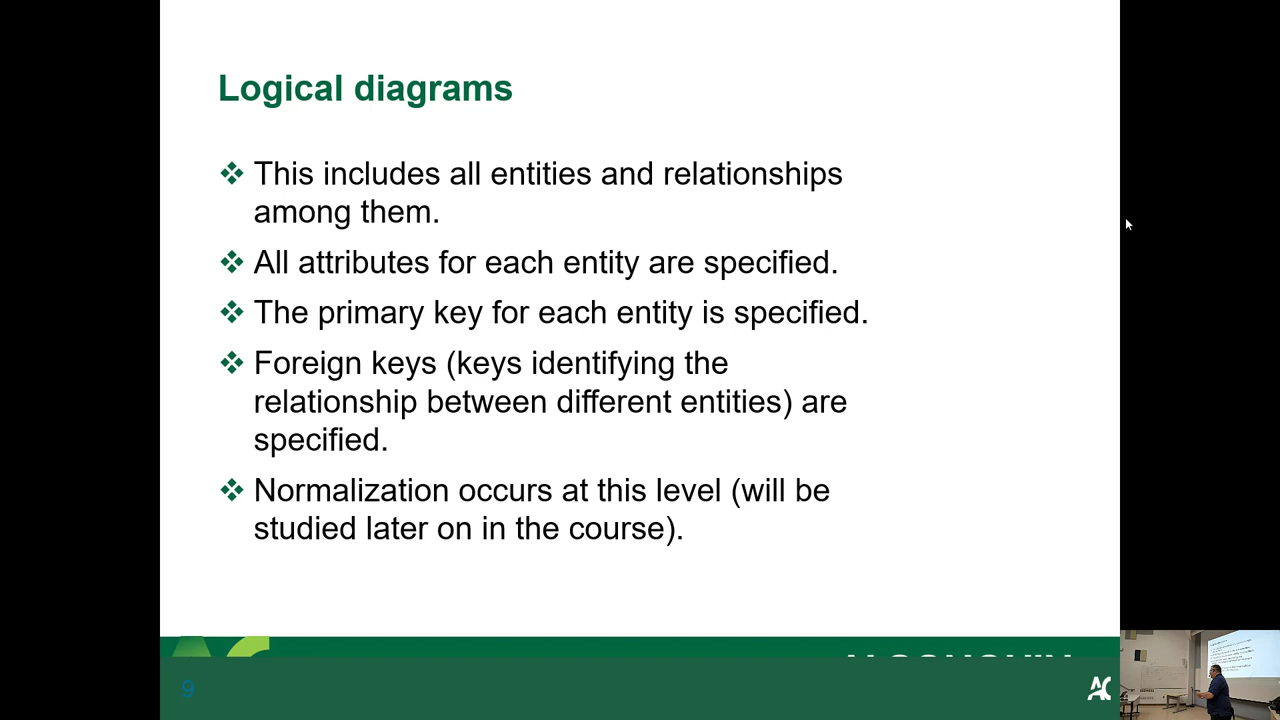 Logical diagrams
❖ This includes all entities and relationships
among them.
❖ All attributes for each entity are specified.
❖ The primary key for each entity is specified.
❖ Foreign keys (keys identifying the
relationship between different entities) are
specified.
❖ Normalization occurs at this level (will be
studied later on in the course).
9